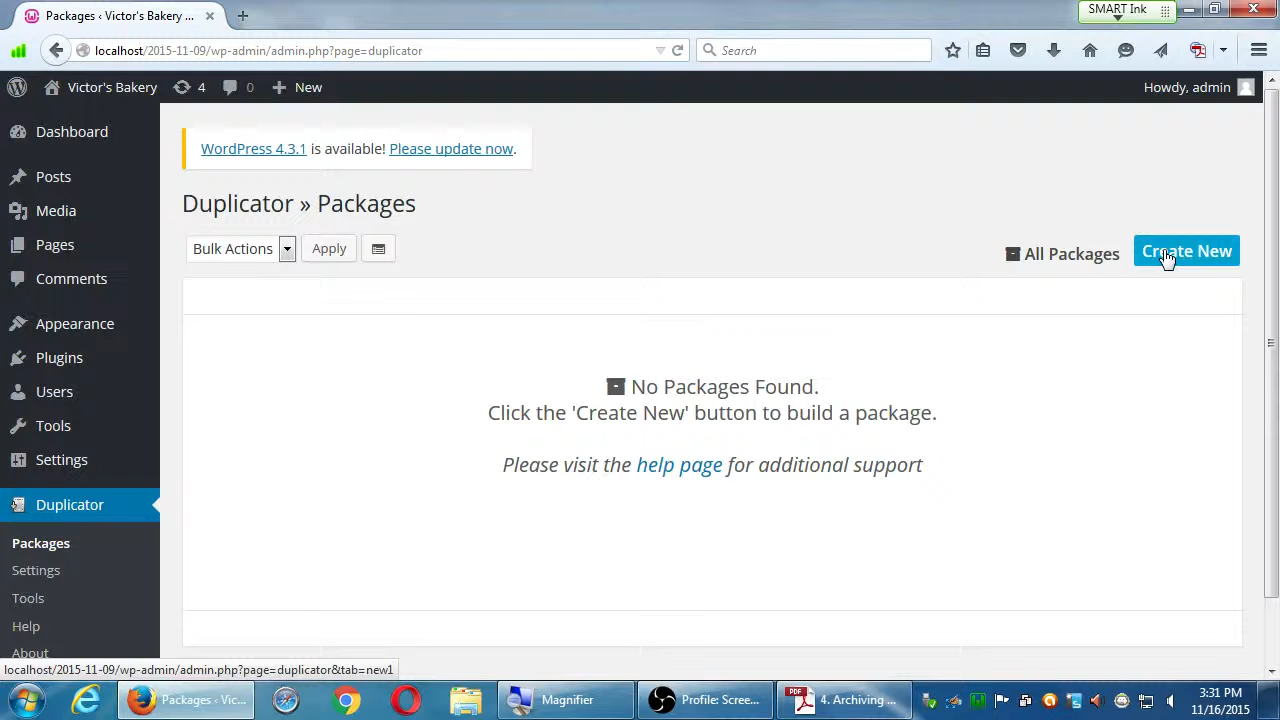 Packages ‹ Victor's Bakery ...
SMART Ink
localhost/2015-11-09/wp-admin/admin.php?page=duplicator
Search
Victor's Bakery
4
0
New
Howdy, admin
Dashboard
Posts
Media
Pages
Comments
Appearance
Plugins
Users
Tools
Settings
Duplicator
Packages
Settings
Tools
Help
About
WordPress 4.3.1 is available! Please update now.
Duplicator » Packages
Bulk Actions
Apply
All Packages
Create New
No Packages Found.
Click the 'Create New' button to build a package.
Please visit the help page for additional support
localhost/2015-11-09/wp-admin/admin.php?page=duplicator&tab=new1
Packages ‹ Vic...
Magnifier
Profile: Scree...
PDF
4. Archiving ...
3:31 PM
11/16/2015